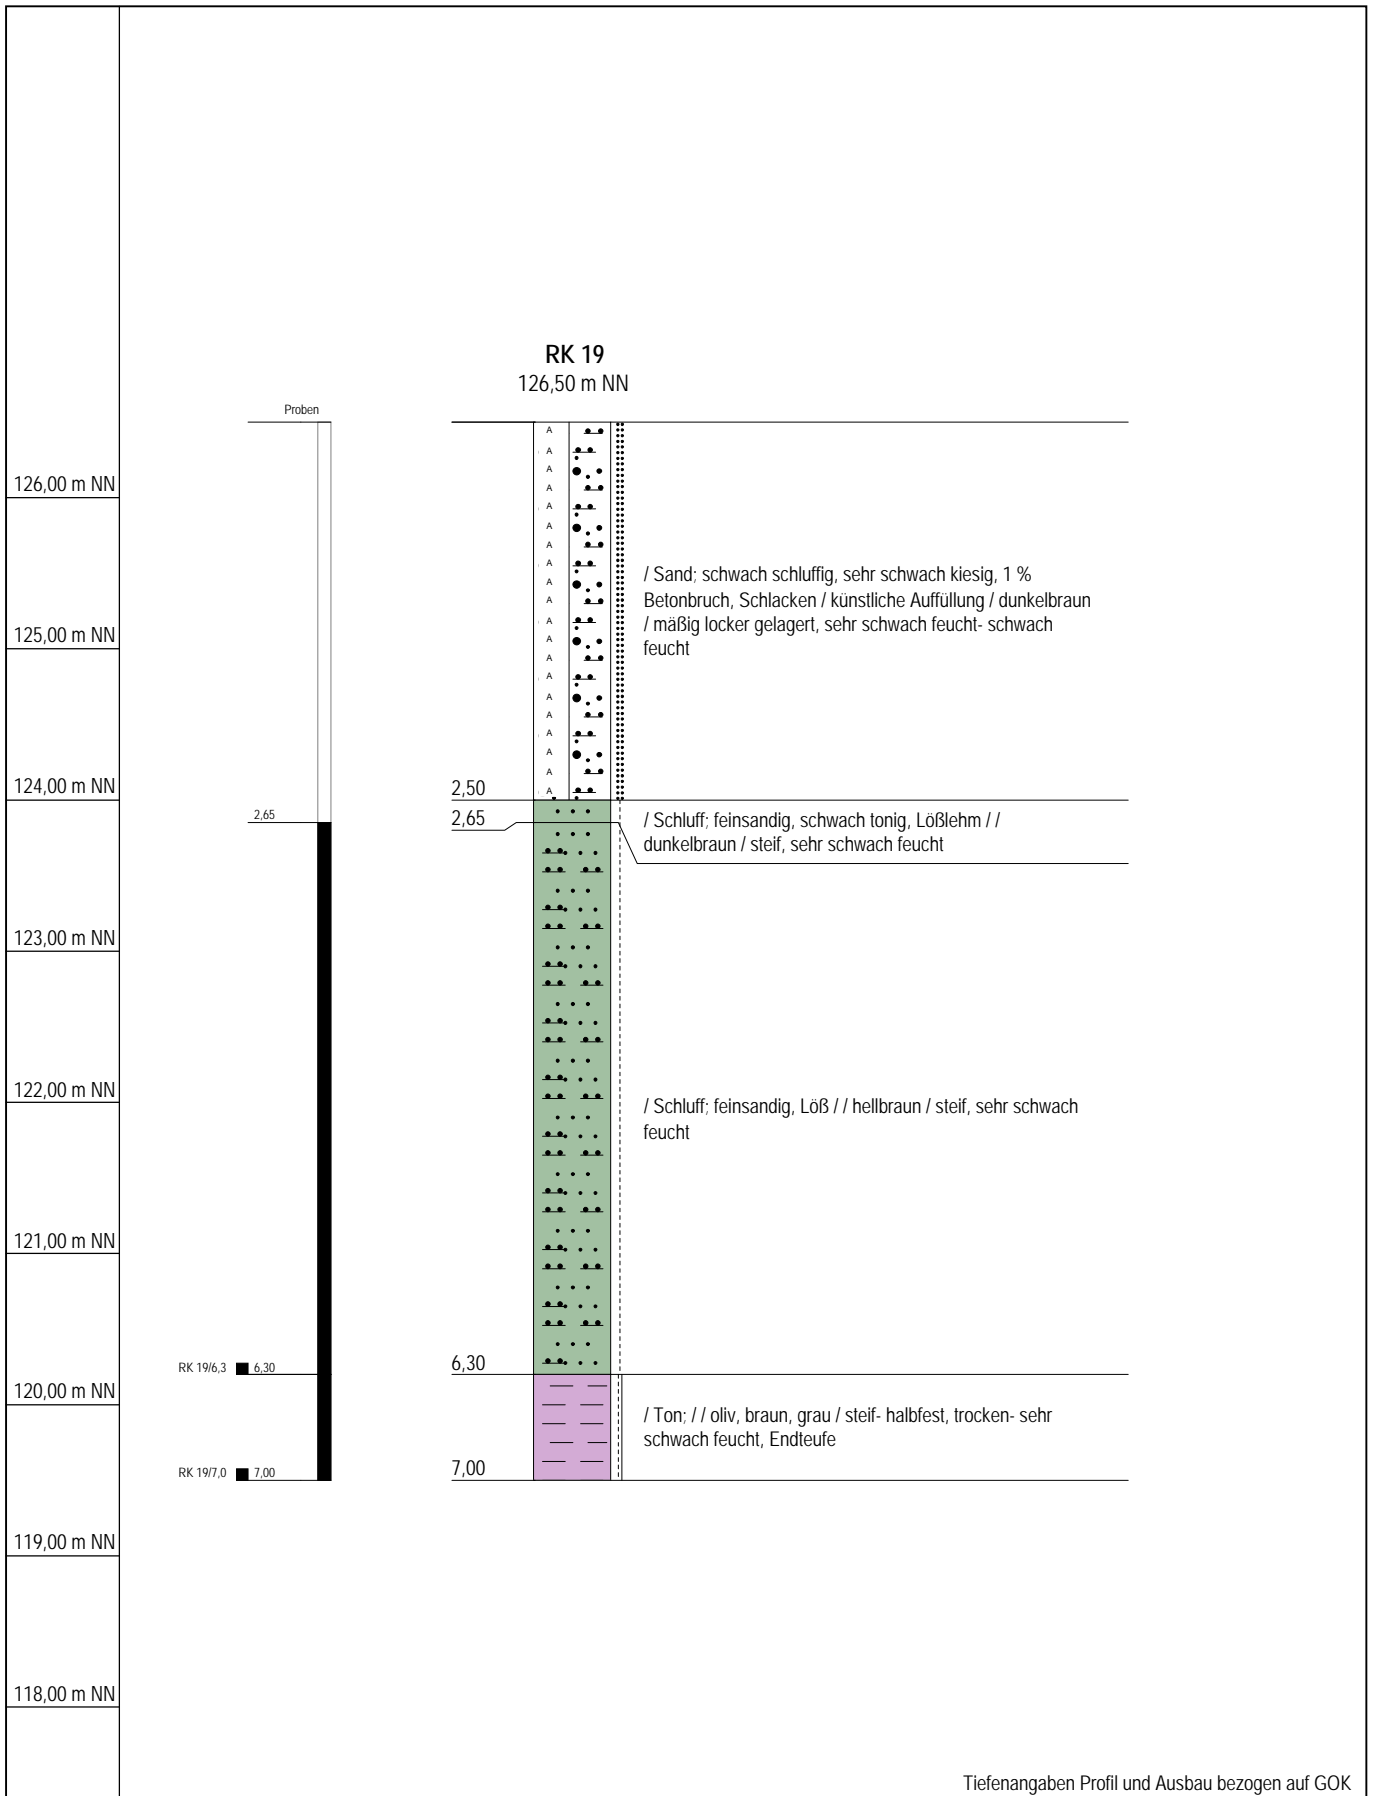 RK 19
126,50 m NN
Proben
126,00 m NN
/ Sand; schwach schluffig, sehr schwach kiesig, 1 %
Betonbruch, Schlacken / künstliche Auffüllung / dunkelbraun
/ mäßig locker gelagert, sehr schwach feucht- schwach
feucht
125,00 m NN
124,00 m NN
2,50
2,65
2,65
/ Schluff; feinsandig, schwach tonig, Lößlehm / /
dunkelbraun / steif, sehr schwach feucht
123,00 m NN
122,00 m NN
/ Schluff; feinsandig, Löß / / hellbraun / steif, sehr schwach
feucht
121,00 m NN
RK 19/6,3 6,30
6,30
120,00 m NN
/ Ton; / / oliv, braun, grau / steif- halbfest, trocken- sehr
schwach feucht, Endteufe
RK 19/7,0 7,00
7,00
119,00 m NN
118,00 m NN
Tiefenangaben Profil und Ausbau bezogen auf GOK